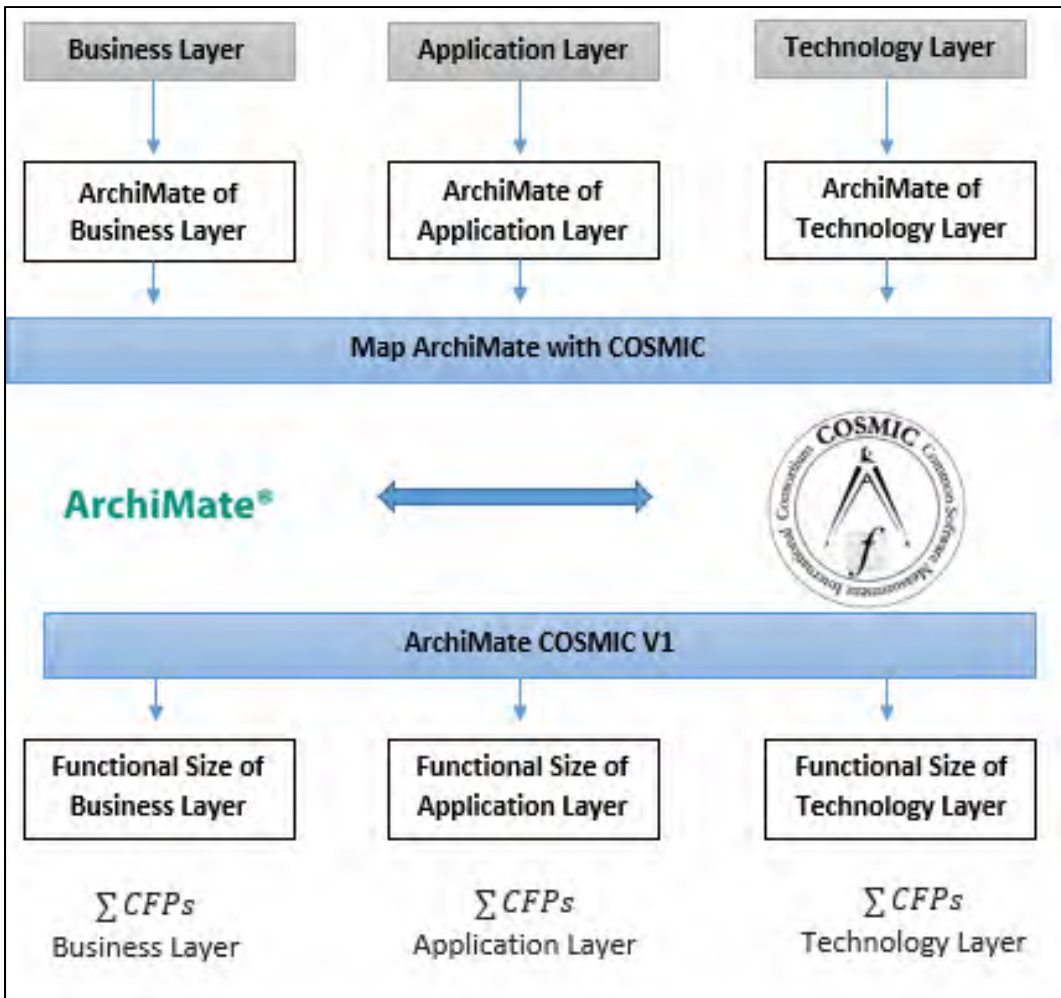 Business Layer
Application Layer
Technology Layer
ArchiMate of
Business Layer
ArchiMate of
Application Layer
ArchiMate of
Technology Layer
Map ArchiMate with COSMIC
ArchiMate®
COSMIC
Common Software Measurement International Consortium
f
ArchiMate COSMIC V1
Functional Size of
Business Layer
Functional Size of
Application Layer
Functional Size of
Technology Layer
∑ CFPs
Business Layer
∑ CFPs
Application Layer
∑ CFPs
Technology Layer